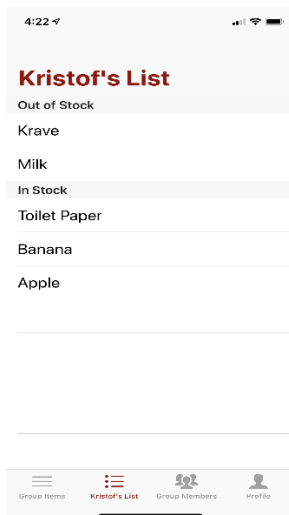 4:22
Kristof's List
Out of Stock
Krave
Milk
In Stock
Toilet Paper
Banana
Apple
Group Items Kristof's List Group Members Profile